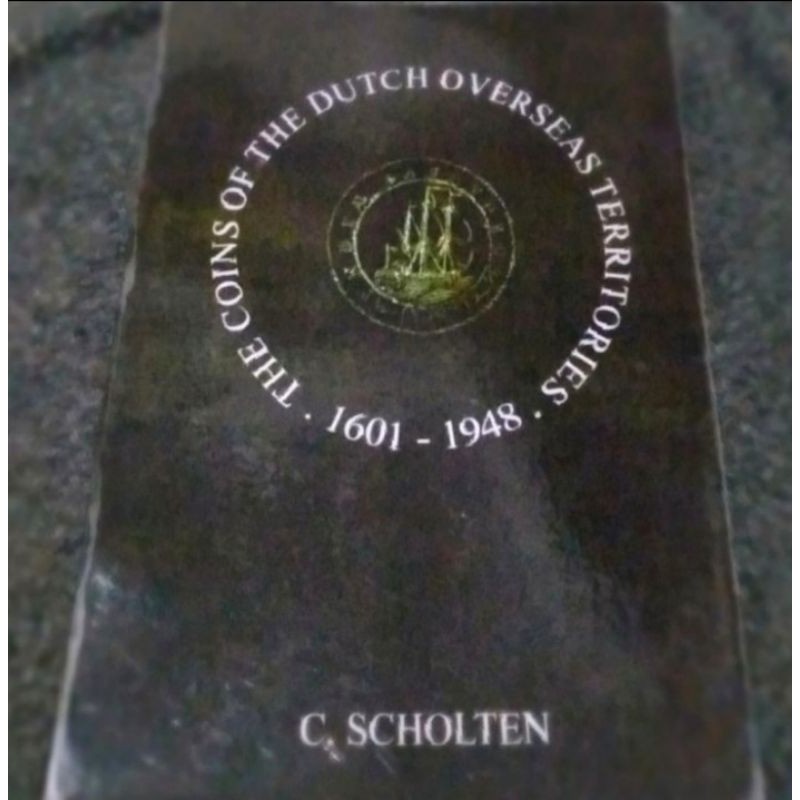 THE COINS OF THE DUTCH OVERSEAS TERRITORIES
· 1601 - 1948 ·
C. SCHOLTEN